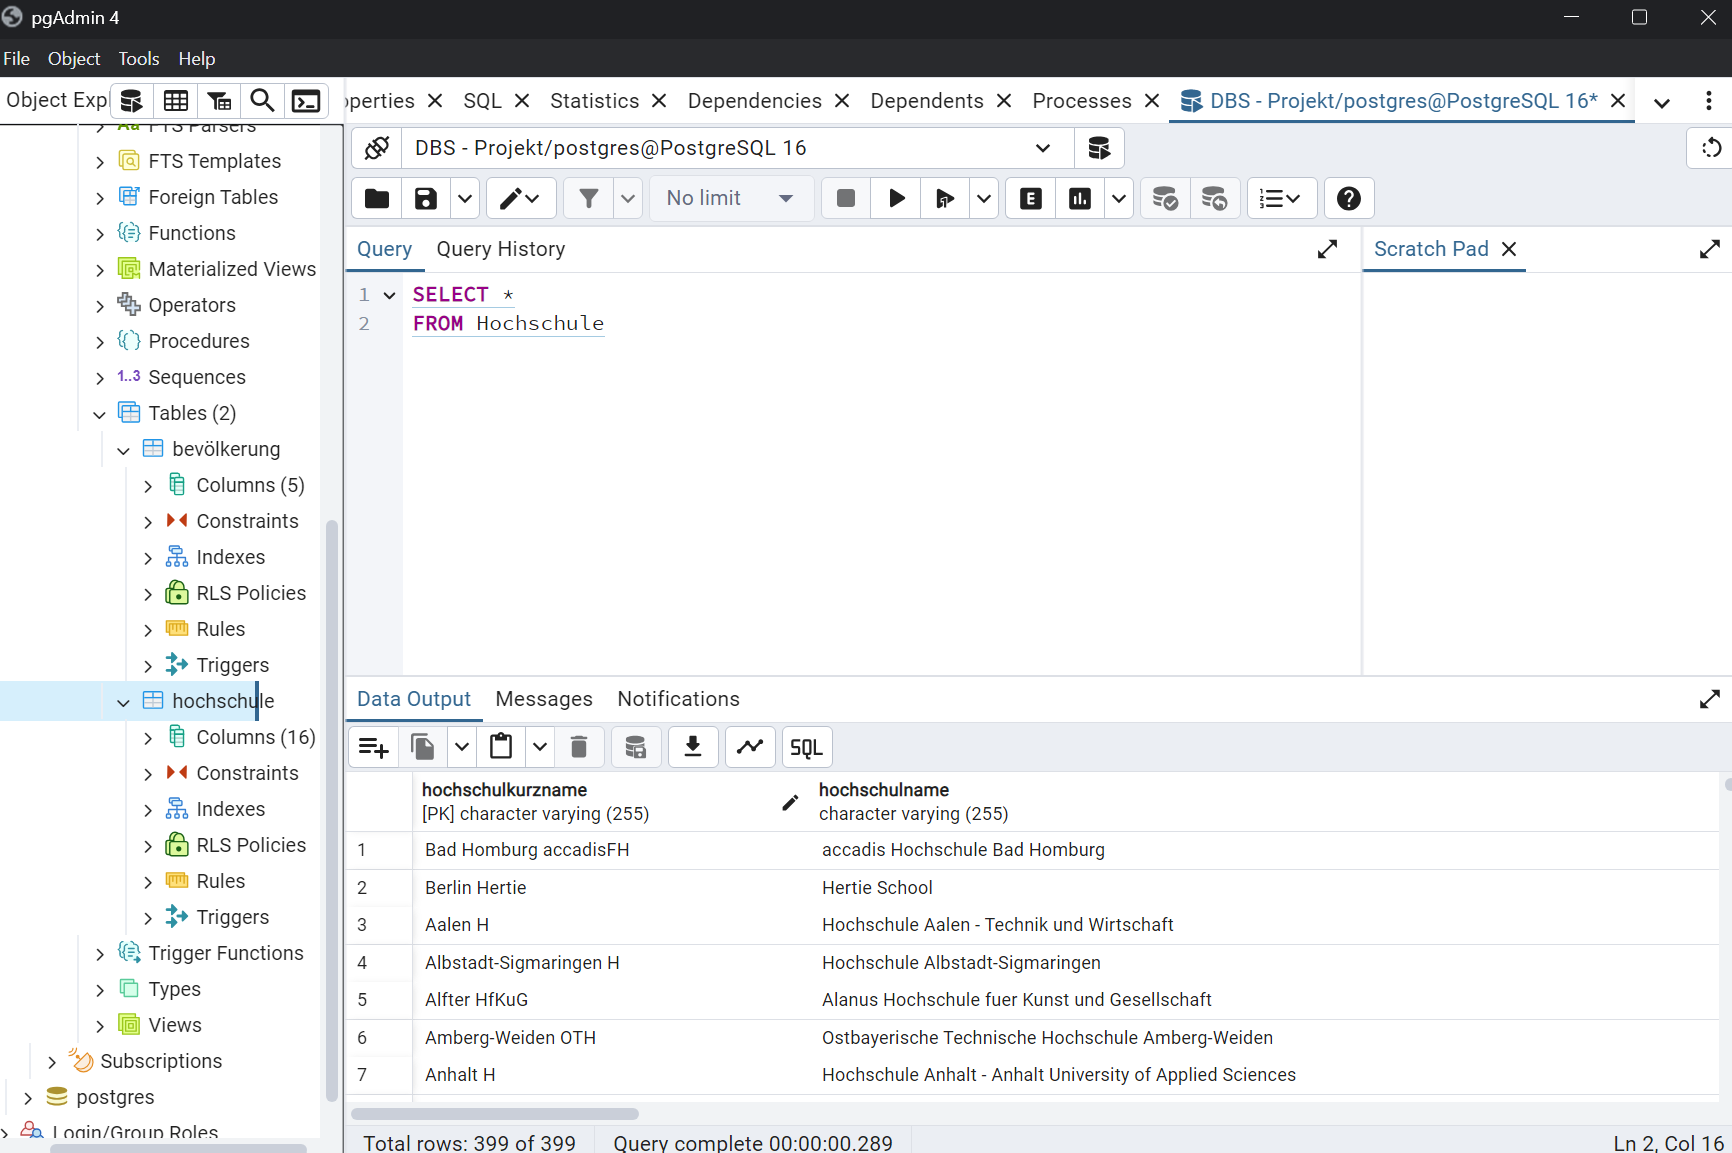 pgAdmin 4
File Object Tools Help
Object Expl
operties SQL Statistics Dependencies Dependents Processes DBS - Projekt/postgres@PostgreSQL 16*
FTS Parsers
FTS Templates
Foreign Tables
Functions
Materialized Views
Operators
Procedures
1..3 Sequences
Tables (2)
bevölkerung
Columns (5)
Constraints
Indexes
RLS Policies
Rules
Triggers
hochschule
Columns (16)
Constraints
Indexes
RLS Policies
Rules
Triggers
Trigger Functions
Types
Views
Subscriptions
postgres
Login/Group Roles
DBS - Projekt/postgres@PostgreSQL 16
No limit
E
Query Query History
Scratch Pad
1 SELECT *
2 FROM Hochschule
Data Output Messages Notifications
SQL
hochschulkurzname
[PK] character varying (255)
hochschulname
character varying (255)
1 Bad Homburg accadisFH accadis Hochschule Bad Homburg
2 Berlin Hertie Hertie School
3 Aalen H Hochschule Aalen - Technik und Wirtschaft
4 Albstadt-Sigmaringen H Hochschule Albstadt-Sigmaringen
5 Alfter HfKuG Alanus Hochschule fuer Kunst und Gesellschaft
6 Amberg-Weiden OTH Ostbayerische Technische Hochschule Amberg-Weiden
7 Anhalt H Hochschule Anhalt - Anhalt University of Applied Sciences
Total rows: 399 of 399 Query complete 00:00:00.289 Ln 2, Col 16